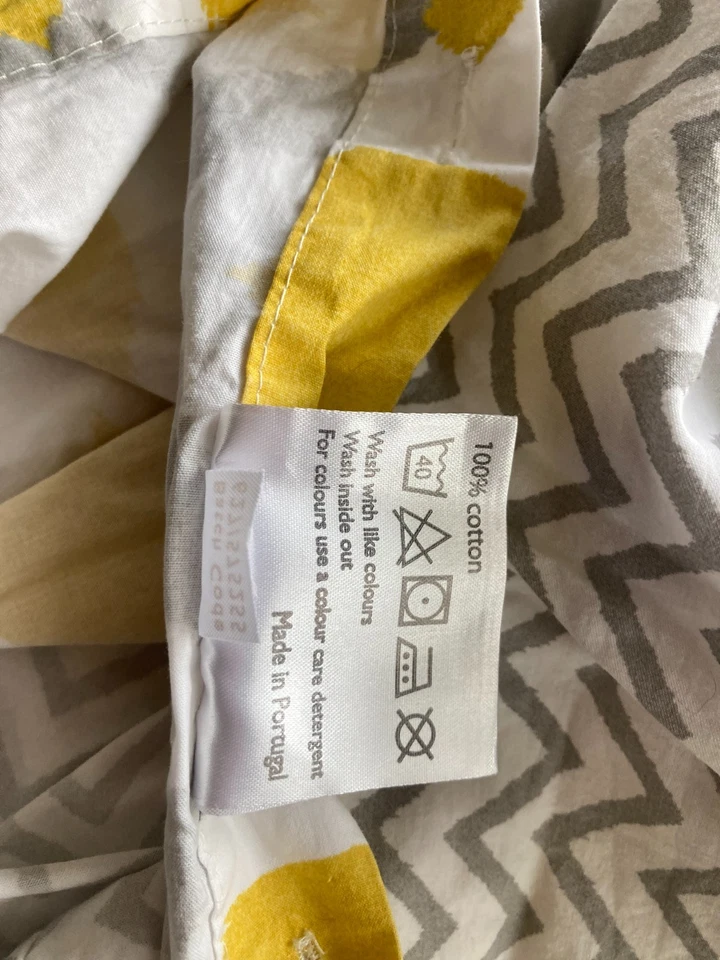 100% cotton
40
Wash with like colours
Wash inside out
For colours use a colour care detergent
Made in Portugal
Batch Code